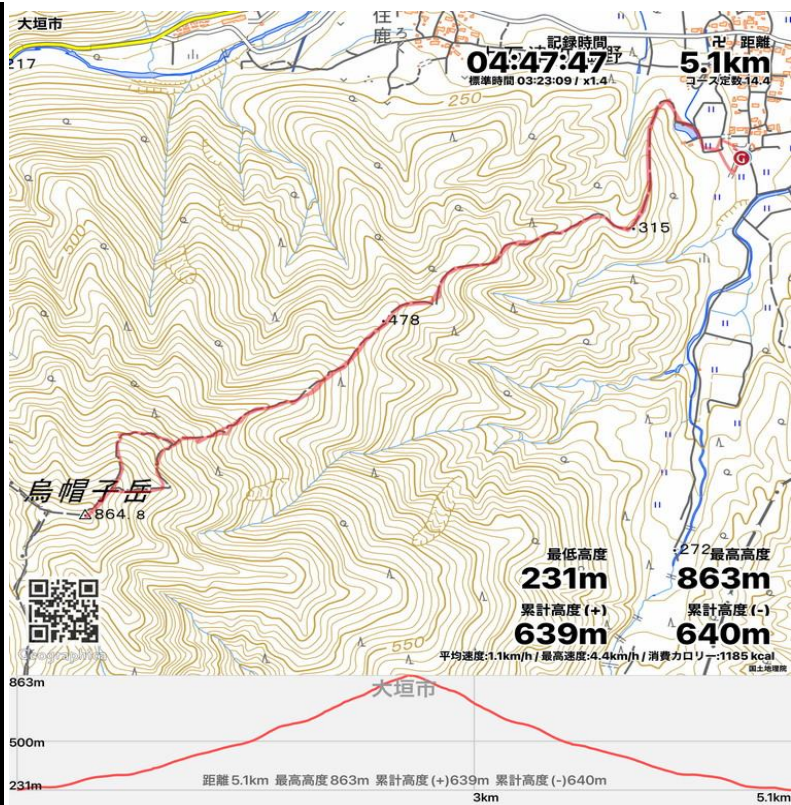 大垣市
217
250
500
315
478
烏帽子岳
864.8
272
550
記録時間
04:47:47
標準時間 03:23:09 / x1.4
卍 距離
5.1km
コース定数 14.4
最低高度
231m
最高高度
863m
累計高度(+)
639m
累計高度(-)
640m
平均速度:1.1km/h / 最高速度:4.4km/h / 消費カロリー:1185 kcal
国土地理院
Geographica
G
863m
大垣市
500m
231m
距離 5.1km 最高高度 863m 累計高度(+)639m 累計高度(-)640m
3km
5.1km